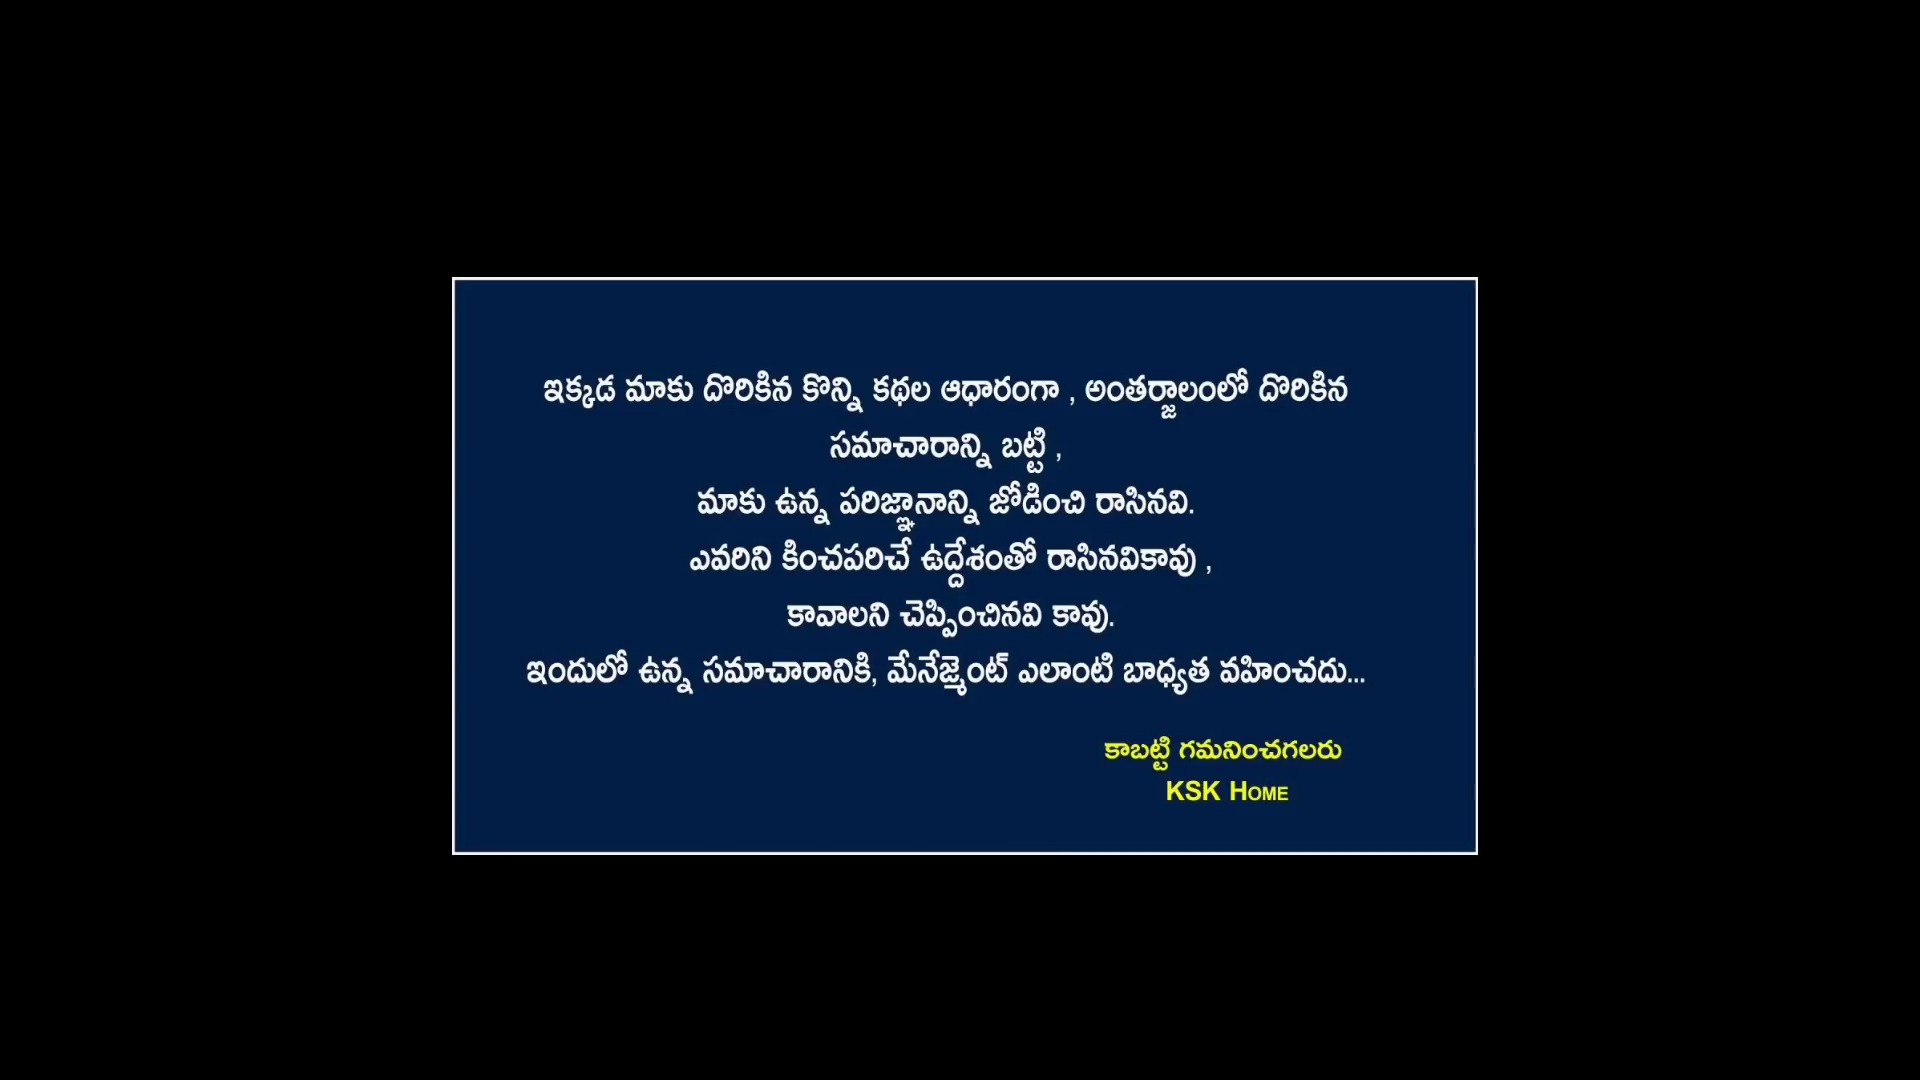 ఇక్కడ మాకు దొరికిన కొన్ని కథల ఆధారంగా , అంతర్జాలంలో దొరికిన
సమాచారాన్ని బట్టి ,
మాకు ఉన్న పరిజ్ఞానాన్ని జోడించి రాసినవి.
ఎవరిని కించపరిచే ఉద్దేశంతో రాసినవికావు ,
కావాలని చెప్పించినవి కావు.
ఇందులో ఉన్న సమాచారానికి, మేనేజ్మెంట్ ఎలాంటి బాధ్యత వహించదు...
కాబట్టి గమనించగలరు
KSK HOME